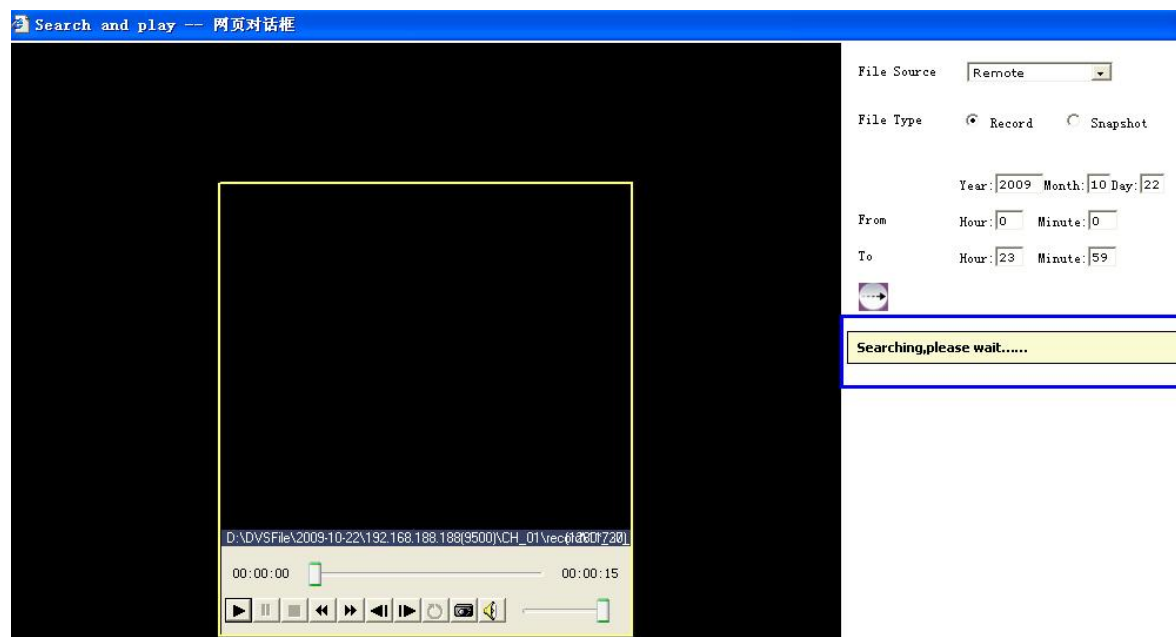 Search and play -- 网页对话框
File Source Remote
File Type Record Snapshot
Year: 2009 Month: 10 Day: 22
From Hour: 0 Minute: 0
To Hour: 23 Minute: 59
Searching,please wait......
D:\DVSFile\2009-10-22\192.168.188.188(9500)\CH_01\
00:00:00 00:00:15